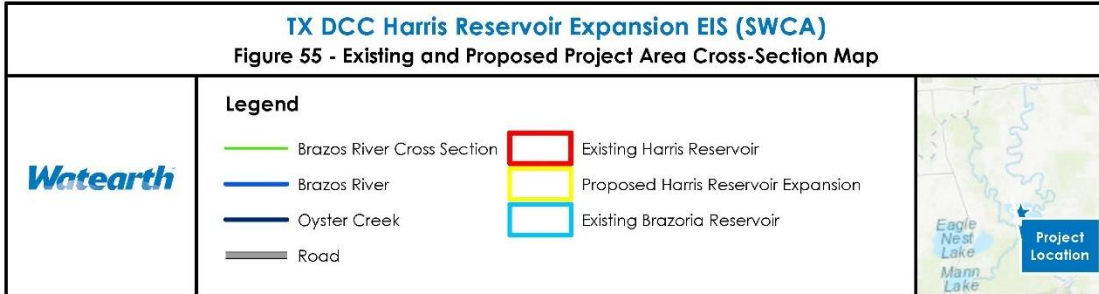 TX DCC Harris Reservoir Expansion EIS (SWCA)
Figure 55 - Existing and Proposed Project Area Cross-Section Map
Watearth
Legend
Brazos River Cross Section
Brazos River
Oyster Creek
Road
Existing Harris Reservoir
Proposed Harris Reservoir Expansion
Existing Brazoria Reservoir
Eagle
Nest
Lake
Mann
Lake
Project
Location